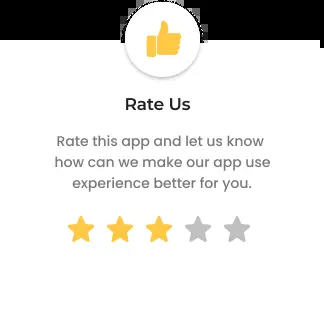 Rate Us
Rate this app and let us know
how can we make our app use
experience better for you.